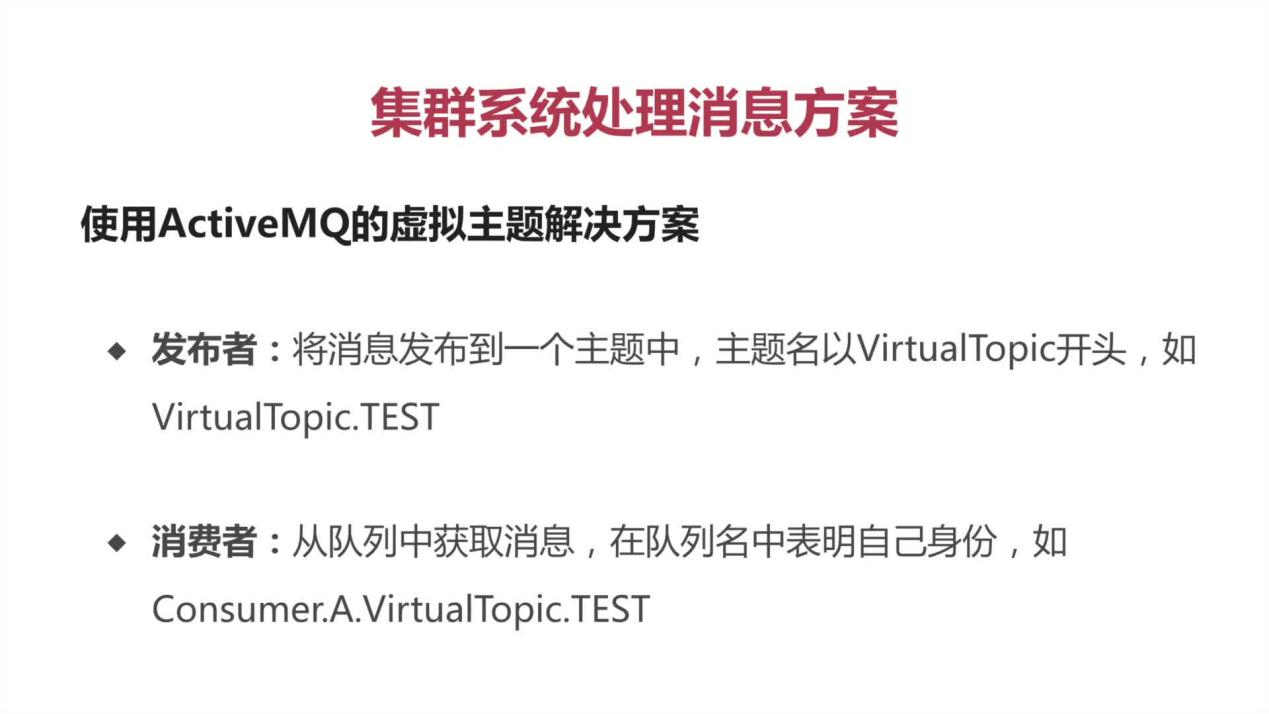 集群系统处理消息方案
使用ActiveMQ的虚拟主题解决方案
◆ 发布者：将消息发布到一个主题中，主题名以VirtualTopic开头，如
VirtualTopic.TEST
◆ 消费者：从队列中获取消息，在队列名中表明自己身份，如
Consumer.A.VirtualTopic.TEST